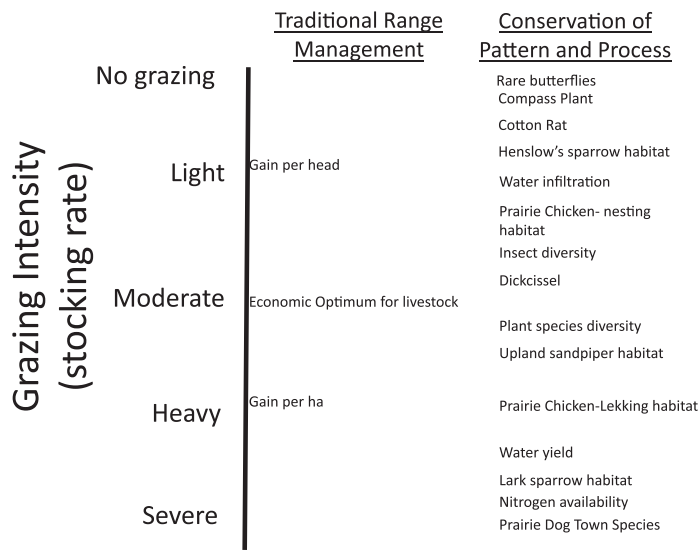 Traditional Range
Management
Conservation of
Pattern and Process
Grazing Intensity
(stocking rate)
No grazing
Light
Moderate
Heavy
Severe
Gain per head
Economic Optimum for livestock
Gain per ha
Rare butterflies
Compass Plant
Cotton Rat
Henslow's sparrow habitat
Water infiltration
Prairie Chicken- nesting
habitat
Insect diversity
Dickcissel
Plant species diversity
Upland sandpiper habitat
Prairie Chicken-Lekking habitat
Water yield
Lark sparrow habitat
Nitrogen availability
Prairie Dog Town Species